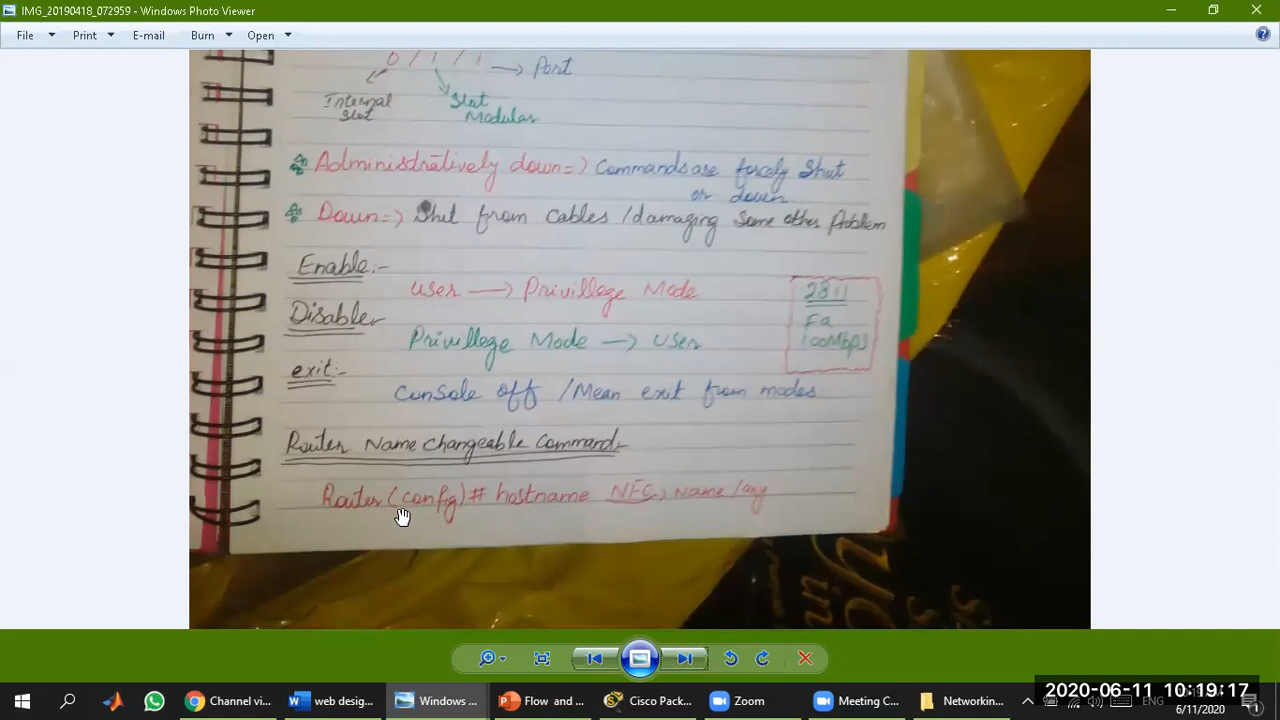 IMG_20190418_072959 - Windows Photo Viewer
File Print E-mail Burn Open
0 / 1 / 1 → Port
Internal Slot
Slot Modular
Administrātively down=> Commands are forcely Shut
or down
Down=> Shut from Cables /damaging Some other Problem
Enable:-
User → Privillege Mode
2811
Fa
100Mbps
Disable:-
Privillege Mode → User
exit:-
Console off /Mean exit from modes
Router Name Changeable Command:-
Router (config)# hostname NFC, Name /any
Channel vi... web desig... Windows ... Flow and ... Cisco Pack... Zoom Meeting C... Networkin...
ENG
2020-06-11 10:19:17
6/11/2020